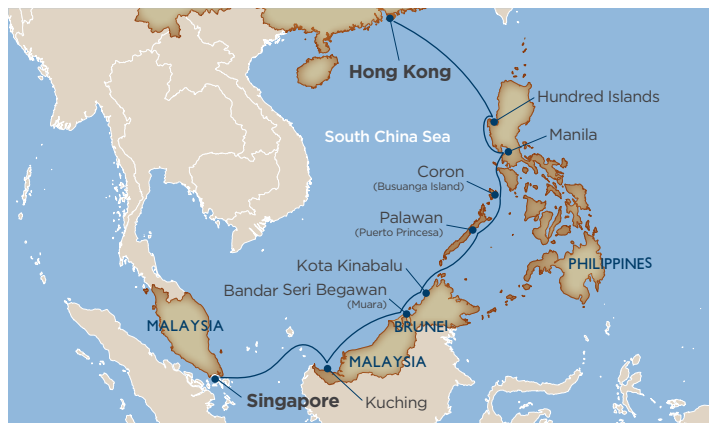 Hong Kong
Hundred Islands
South China Sea
Manila
Coron
(Busuanga Island)
Palawan
(Puerto Princesa)
PHILIPPINES
Kota Kinabalu
Bandar Seri Begawan
(Muara)
MALAYSIA
BRUNEI
MALAYSIA
Singapore
Kuching